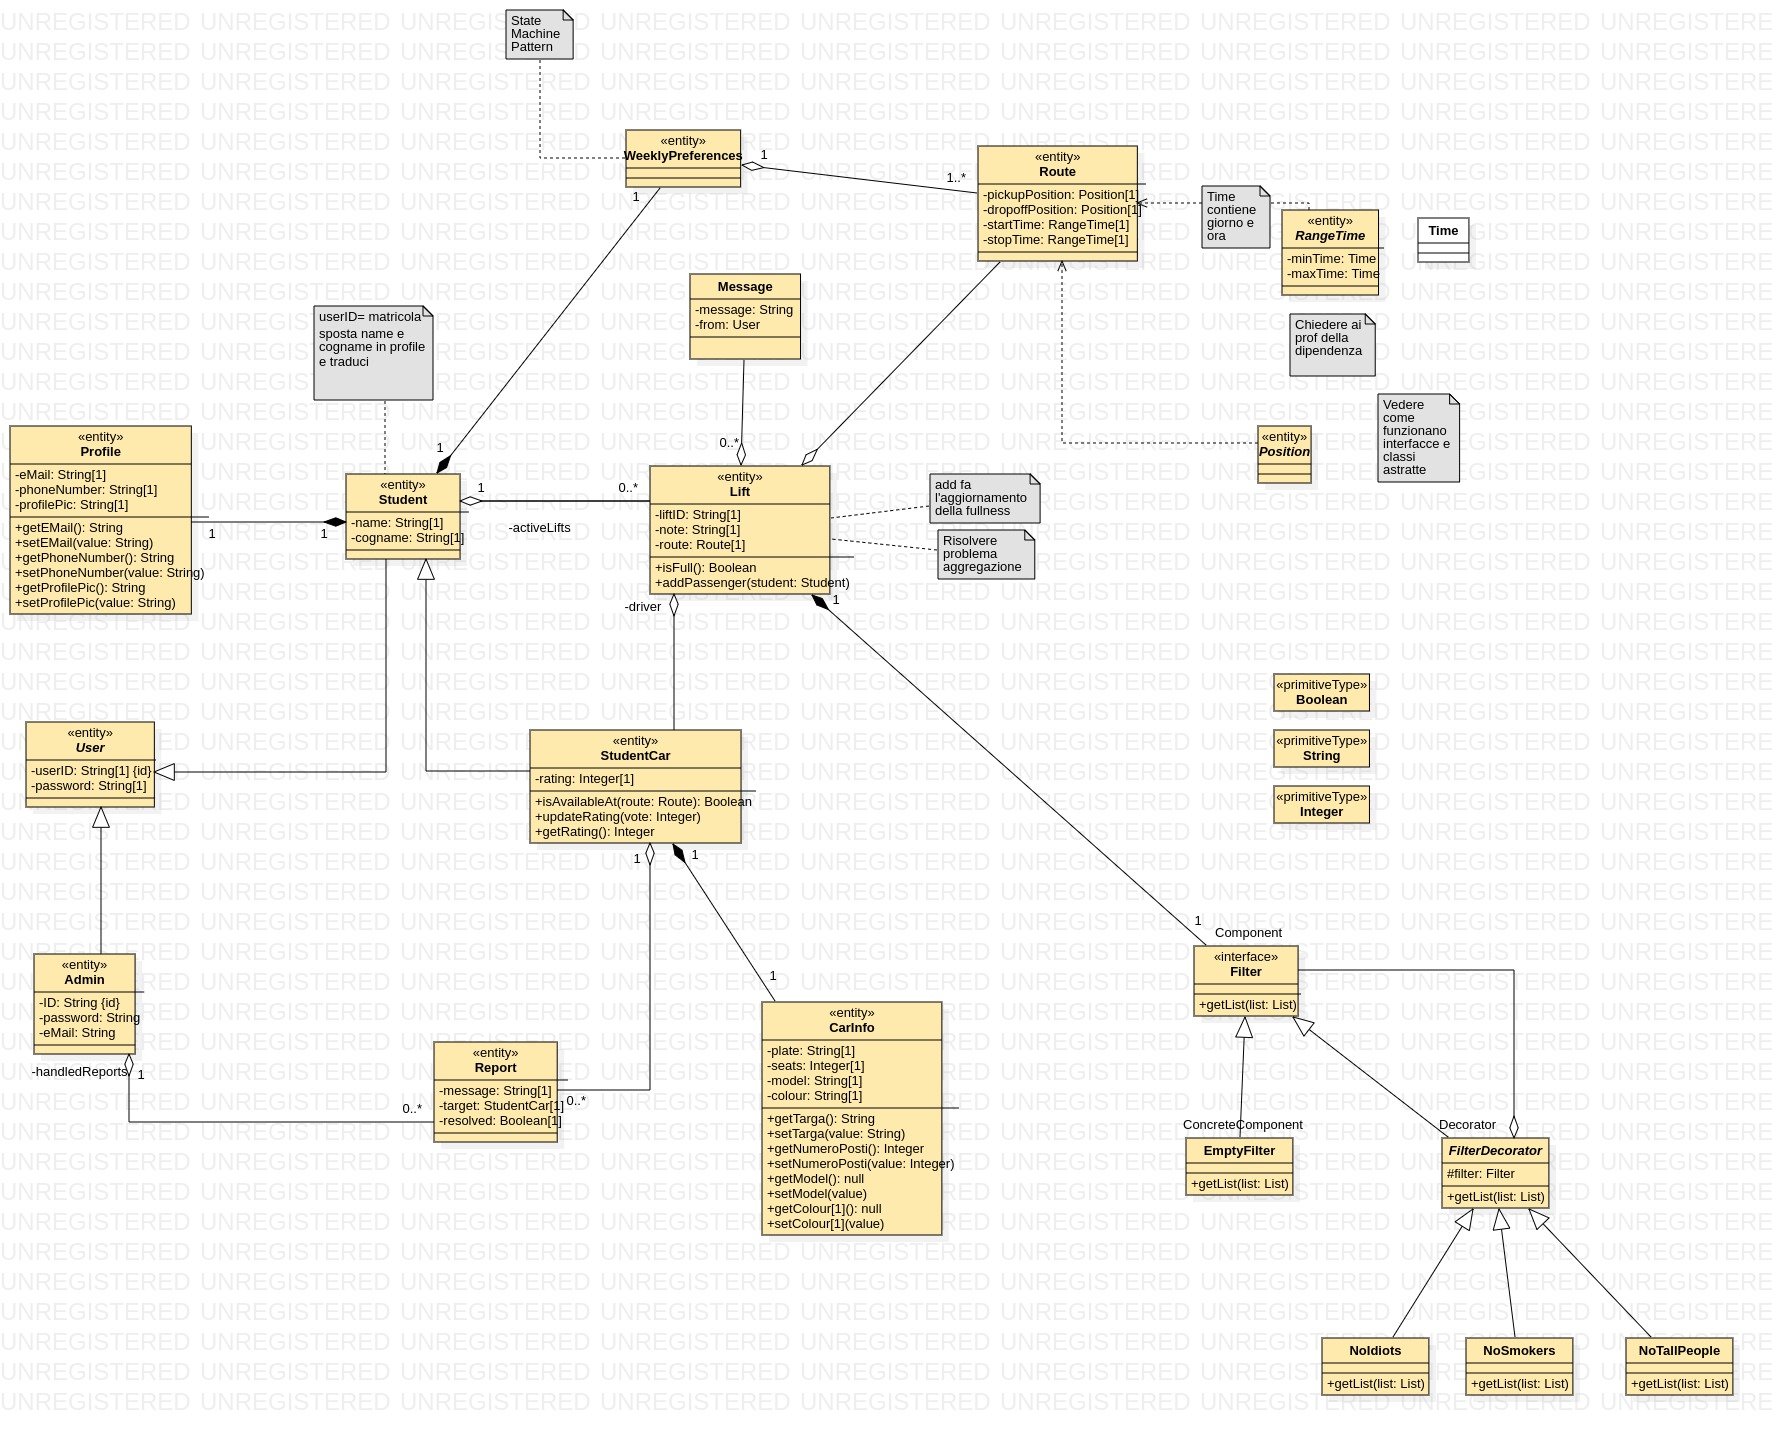 State
Machine
Pattern
«entity»
WeeklyPreferences
1
1..*
1
«entity»
Route
-pickupPosition: Position[1]
-dropoffPosition: Position[1]
-startTime: RangeTime[1]
-stopTime: RangeTime[1]
Time
contiene
giorno e
ora
«entity»
RangeTime
-minTime: Time
-maxTime: Time
Time
Message
-message: String
-from: User
userID= matricola
sposta name e
cogname in profile
e traduci
Chiedere ai
prof della
dipendenza
Vedere
come
funzionano
interfacce e
classi
astratte
«entity»
Position
«entity»
Profile
-eMail: String[1]
-phoneNumber: String[1]
-profilePic: String[1]
+getEMail(): String
+setEMail(value: String)
+getPhoneNumber(): String
+setPhoneNumber(value: String)
+getProfilePic(): String
+setProfilePic(value: String)
1
1
1
«entity»
Student
-name: String[1]
-cogname: String[1]
1
0..*
-activeLifts
0..*
«entity»
Lift
-liftID: String[1]
-note: String[1]
-route: Route[1]
+isFull(): Boolean
+addPassenger(student: Student)
add fa
l'aggiornamento
della fullness
Risolvere
problema
aggregazione
-driver
1
«primitiveType»
Boolean
«primitiveType»
String
«primitiveType»
Integer
«entity»
User
-userID: String[1] {id}
-password: String[1]
«entity»
StudentCar
-rating: Integer[1]
+isAvailableAt(route: Route): Boolean
+updateRating(vote: Integer)
+getRating(): Integer
1
1
1
Component
«interface»
Filter
+getList(list: List)
«entity»
Admin
-ID: String {id}
-password: String
-eMail: String
-handledReports
1
0..*
«entity»
Report
-message: String[1]
-target: StudentCar[1]
-resolved: Boolean[1]
0..*
1
«entity»
CarInfo
-plate: String[1]
-seats: Integer[1]
-model: String[1]
-colour: String[1]
+getTarga(): String
+setTarga(value: String)
+getNumeroPosti(): Integer
+setNumeroPosti(value: Integer)
+getModel(): null
+setModel(value)
+getColour[1](): null
+setColour[1](value)
ConcreteComponent
EmptyFilter
+getList(list: List)
Decorator
FilterDecorator
#filter: Filter
+getList(list: List)
NoIdiots
+getList(list: List)
NoSmokers
+getList(list: List)
NoTallPeople
+getList(list: List)